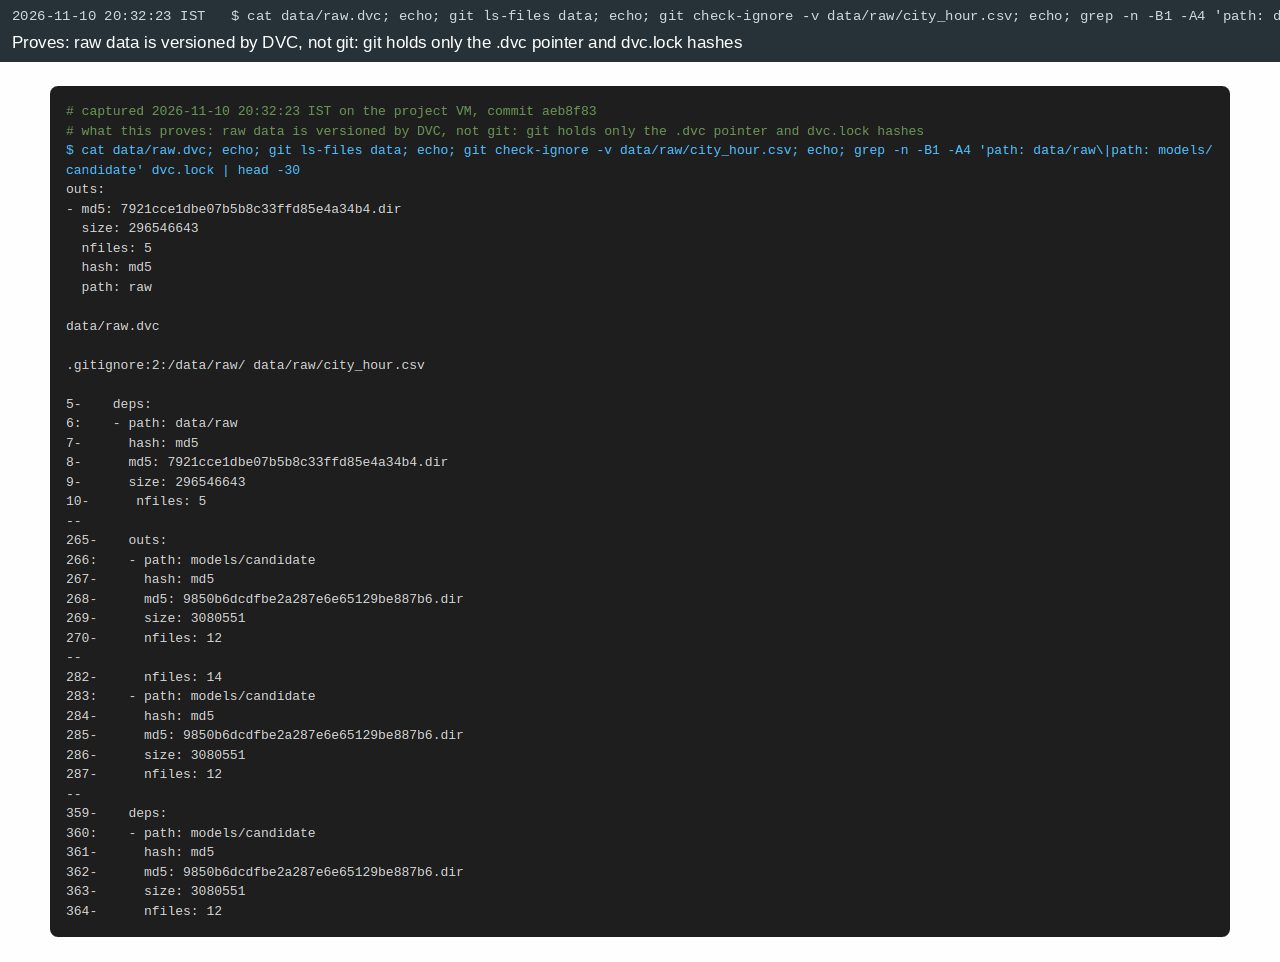 2026-11-10 20:32:23 IST   $ cat data/raw.dvc; echo; git ls-files data; echo; git check-ignore -v data/raw/city_hour.csv; echo; grep -n -B1 -A4 'path: d
Proves: raw data is versioned by DVC, not git: git holds only the .dvc pointer and dvc.lock hashes
# captured 2026-11-10 20:32:23 IST on the project VM, commit aeb8f83
# what this proves: raw data is versioned by DVC, not git: git holds only the .dvc pointer and dvc.lock hashes
$ cat data/raw.dvc; echo; git ls-files data; echo; git check-ignore -v data/raw/city_hour.csv; echo; grep -n -B1 -A4 'path: data/raw\|path: models/
candidate' dvc.lock | head -30
outs:
- md5: 7921cce1dbe07b5b8c33ffd85e4a34b4.dir
  size: 296546643
  nfiles: 5
  hash: md5
  path: raw

data/raw.dvc

.gitignore:2:/data/raw/ data/raw/city_hour.csv

5-    deps:
6:    - path: data/raw
7-      hash: md5
8-      md5: 7921cce1dbe07b5b8c33ffd85e4a34b4.dir
9-      size: 296546643
10-      nfiles: 5
--
265-    outs:
266:    - path: models/candidate
267-      hash: md5
268-      md5: 9850b6dcdfbe2a287e6e65129be887b6.dir
269-      size: 3080551
270-      nfiles: 12
--
282-      nfiles: 14
283:    - path: models/candidate
284-      hash: md5
285-      md5: 9850b6dcdfbe2a287e6e65129be887b6.dir
286-      size: 3080551
287-      nfiles: 12
--
359-    deps:
360:    - path: models/candidate
361-      hash: md5
362-      md5: 9850b6dcdfbe2a287e6e65129be887b6.dir
363-      size: 3080551
364-      nfiles: 12